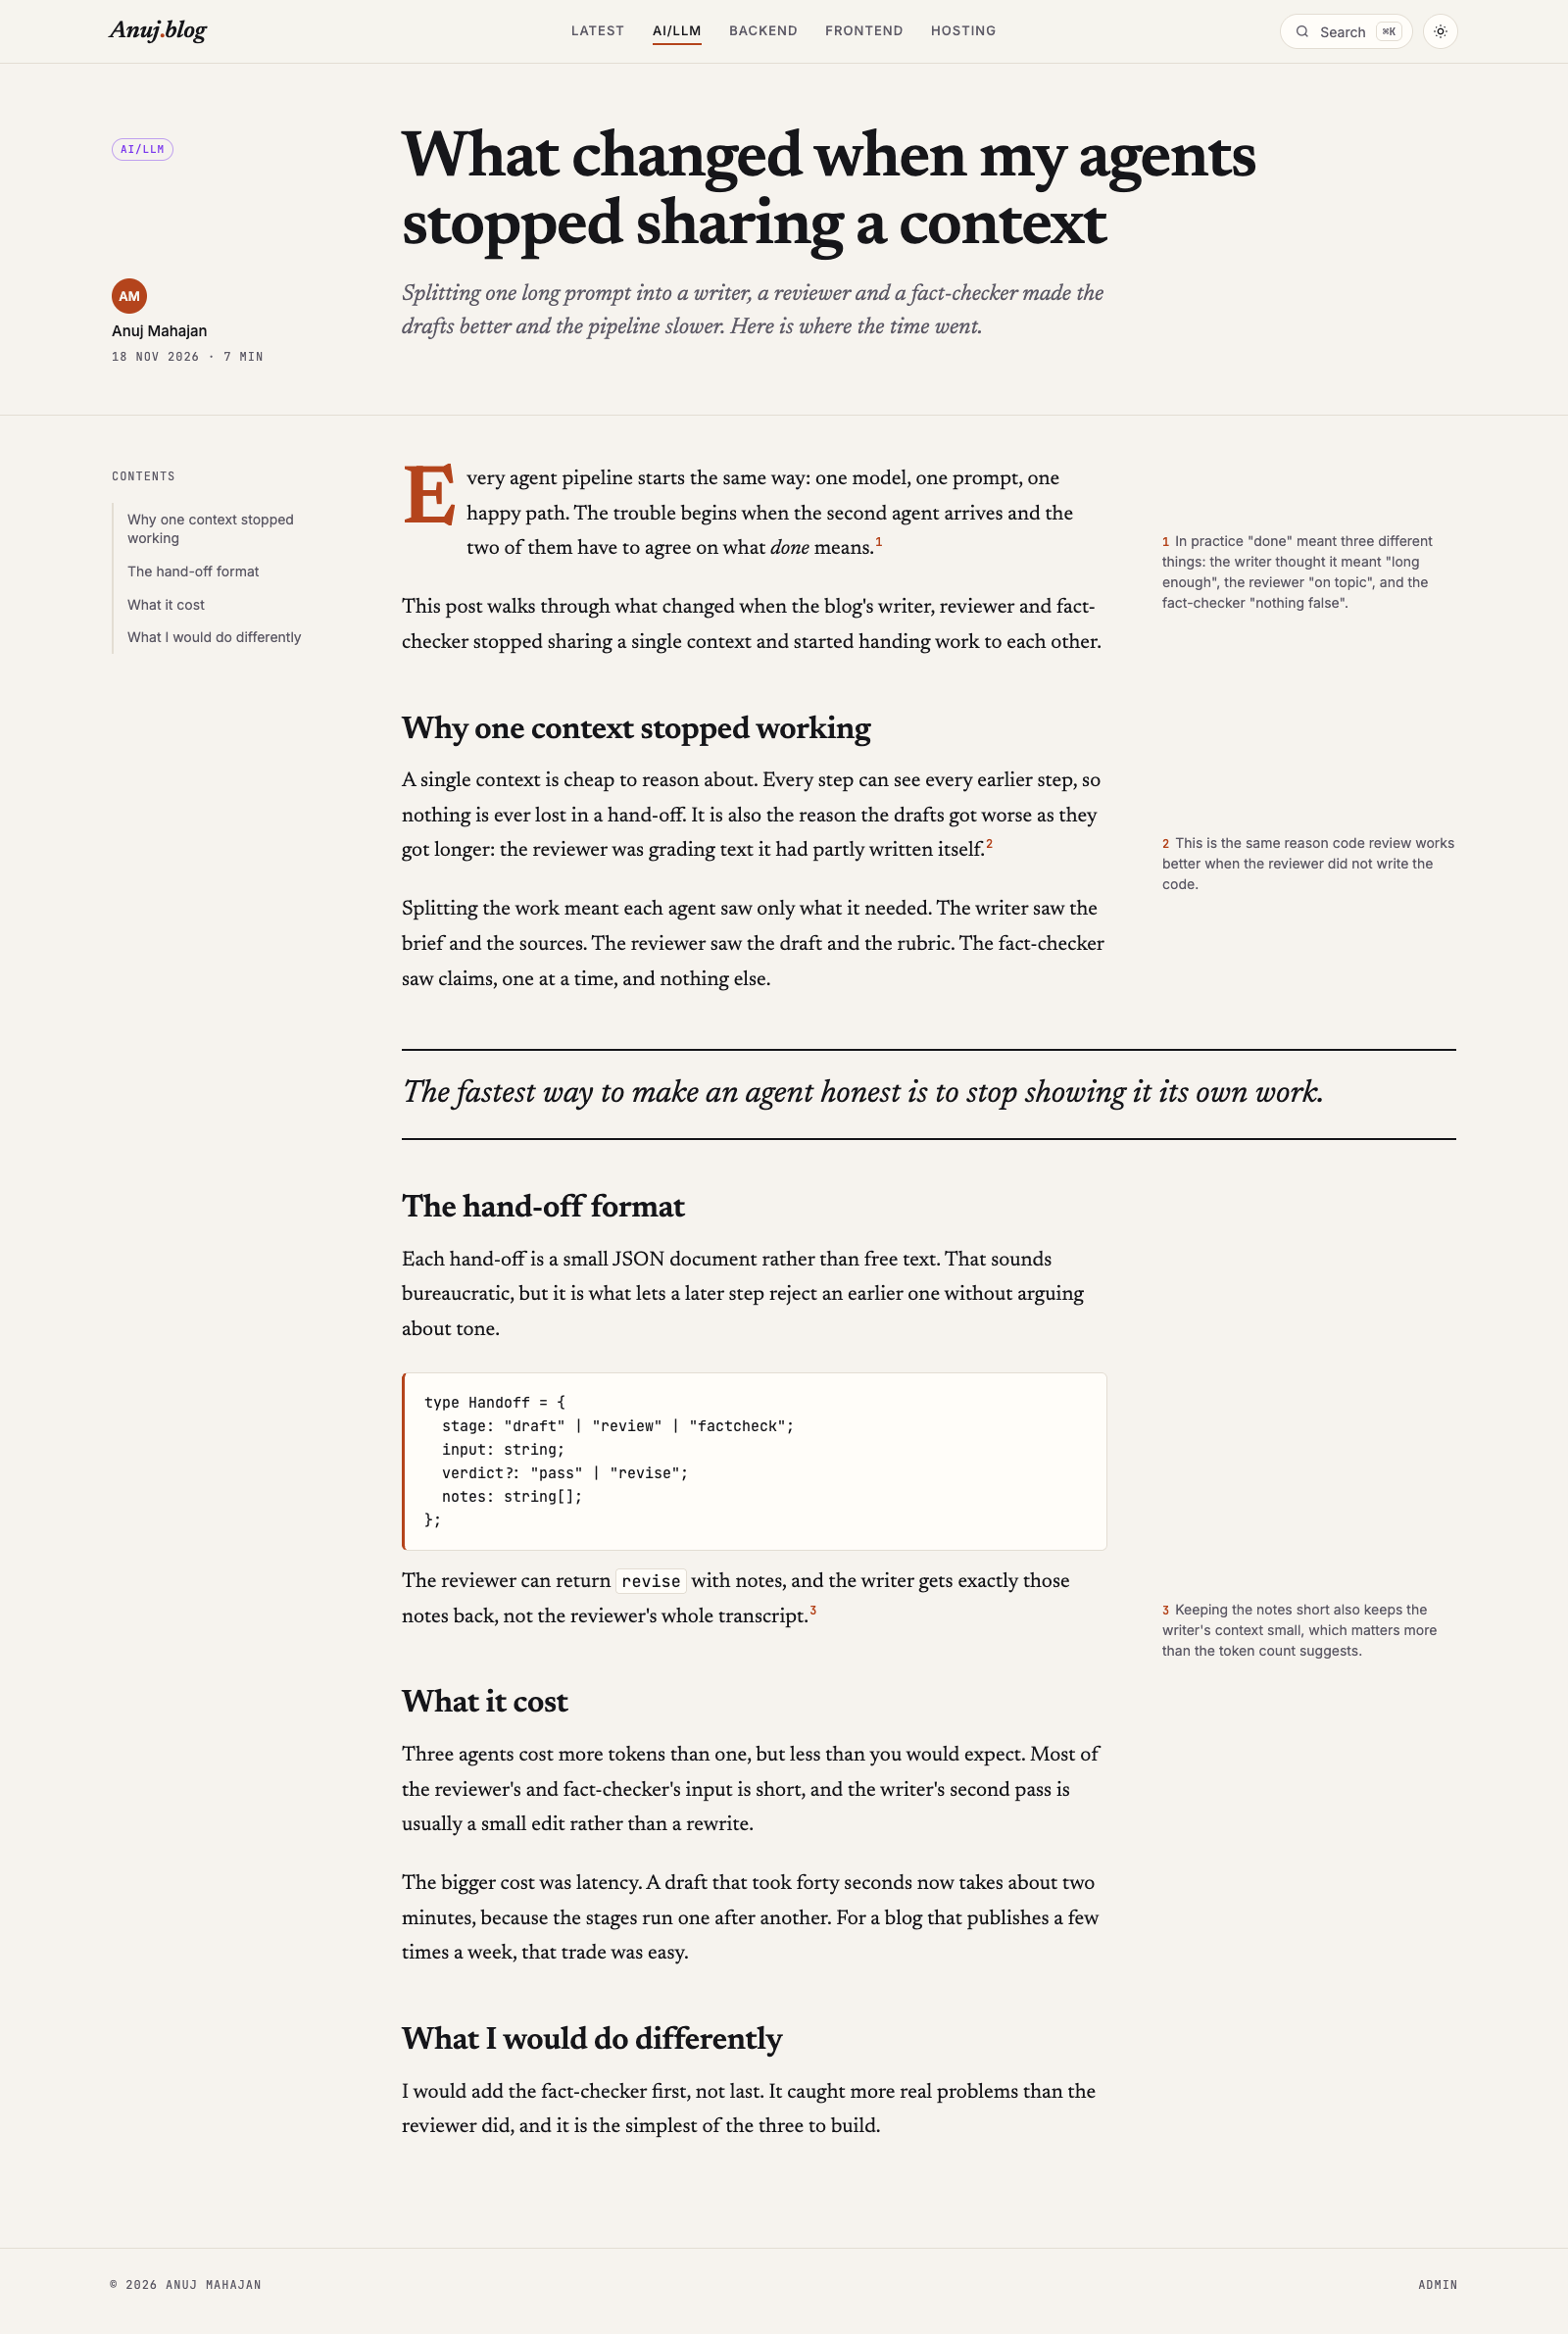 Anuj.blog
LATEST AI/LLM BACKEND FRONTEND HOSTING
Search ⌘K
AI/LLM
What changed when my agents
stopped sharing a context
Splitting one long prompt into a writer, a reviewer and a fact-checker made the
drafts better and the pipeline slower. Here is where the time went.
AM
Anuj Mahajan
18 NOV 2026 · 7 MIN
CONTENTS
Why one context stopped
working
The hand-off format
What it cost
What I would do differently
Every agent pipeline starts the same way: one model, one prompt, one
happy path. The trouble begins when the second agent arrives and the
two of them have to agree on what done means.1
1 In practice "done" meant three different
things: the writer thought it meant "long
enough", the reviewer "on topic", and the
fact-checker "nothing false".
This post walks through what changed when the blog's writer, reviewer and fact-
checker stopped sharing a single context and started handing work to each other.
Why one context stopped working
A single context is cheap to reason about. Every step can see every earlier step, so
nothing is ever lost in a hand-off. It is also the reason the drafts got worse as they
got longer: the reviewer was grading text it had partly written itself.2
2 This is the same reason code review works
better when the reviewer did not write the
code.
Splitting the work meant each agent saw only what it needed. The writer saw the
brief and the sources. The reviewer saw the draft and the rubric. The fact-checker
saw claims, one at a time, and nothing else.
The fastest way to make an agent honest is to stop showing it its own work.
The hand-off format
Each hand-off is a small JSON document rather than free text. That sounds
bureaucratic, but it is what lets a later step reject an earlier one without arguing
about tone.
type Handoff = {
  stage: "draft" | "review" | "factcheck";
  input: string;
  verdict?: "pass" | "revise";
  notes: string[];
};
The reviewer can return revise with notes, and the writer gets exactly those
notes back, not the reviewer's whole transcript.3
3 Keeping the notes short also keeps the
writer's context small, which matters more
than the token count suggests.
What it cost
Three agents cost more tokens than one, but less than you would expect. Most of
the reviewer's and fact-checker's input is short, and the writer's second pass is
usually a small edit rather than a rewrite.
The bigger cost was latency. A draft that took forty seconds now takes about two
minutes, because the stages run one after another. For a blog that publishes a few
times a week, that trade was easy.
What I would do differently
I would add the fact-checker first, not last. It caught more real problems than the
reviewer did, and it is the simplest of the three to build.
© 2026 ANUJ MAHAJAN
ADMIN